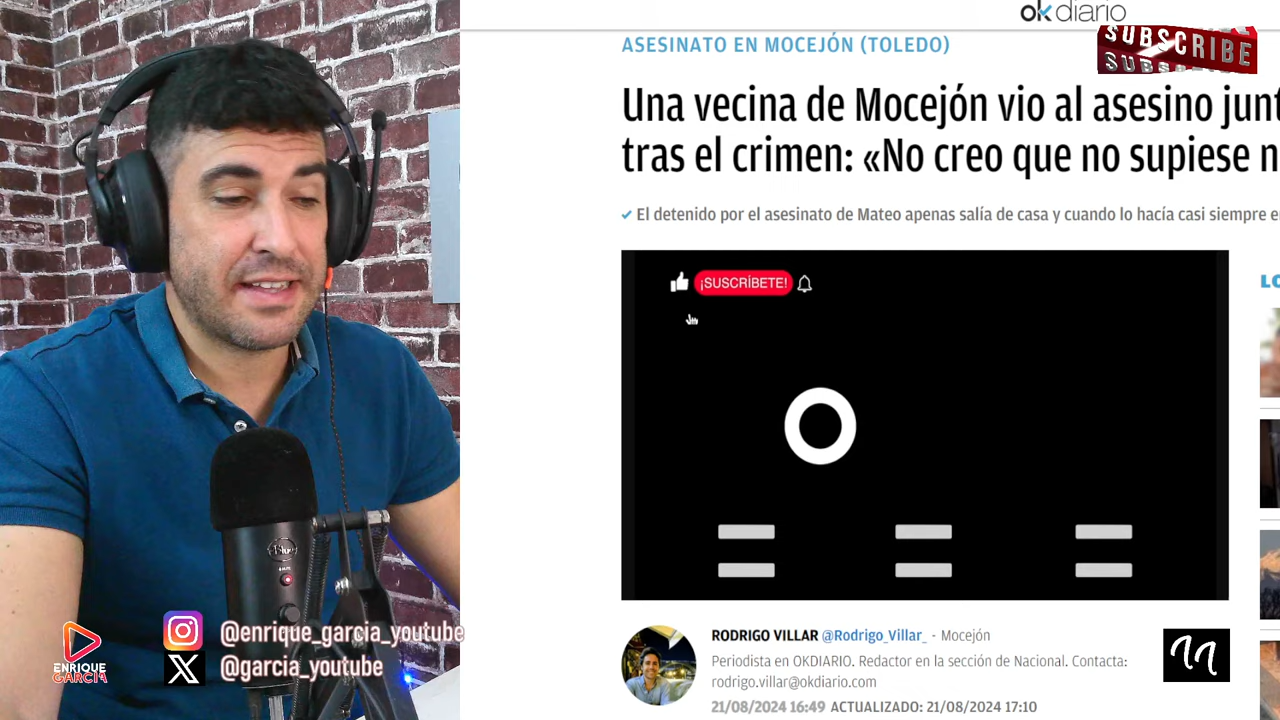 okdiario
SUBSCRIBE
ASESINATO EN MOCEJÓN (TOLEDO)
Una vecina de Mocejón vio al asesino junt
tras el crimen: «No creo que no supiese n
El detenido por el asesinato de Mateo apenas salía de casa y cuando lo hacía casi siempre e
¡SUSCRÍBETE!
LO
Blue
ENRIQUE
GARCIA
@enrique_garcia_youtube
@garcia_youtube
RODRIGO VILLAR @Rodrigo_Villar_ - Mocejón
Periodista en OKDIARIO. Redactor en la sección de Nacional. Contacta:
rodrigo.villar@okdiario.com
21/08/2024 16:49 ACTUALIZADO: 21/08/2024 17:10